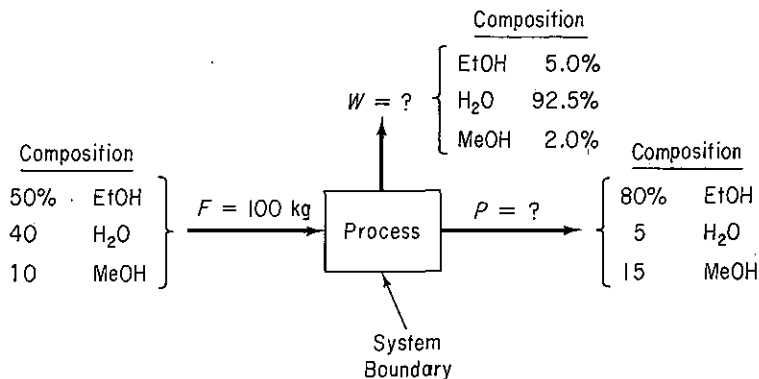 Composition
EtOH 5.0%
W = ? H₂O 92.5%
MeOH 2.0%
Composition
50% EtOH
40 H₂O
10 MeOH
F = 100 kg
Process
P = ?
Composition
80% EtOH
5 H₂O
15 MeOH
System
Boundary